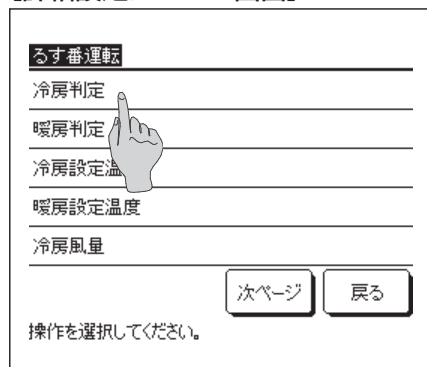 るす番運転
冷房判定
暖房判定
冷房設定温
暖房設定温度
冷房風量
次ページ 戻る
操作を選択してください。